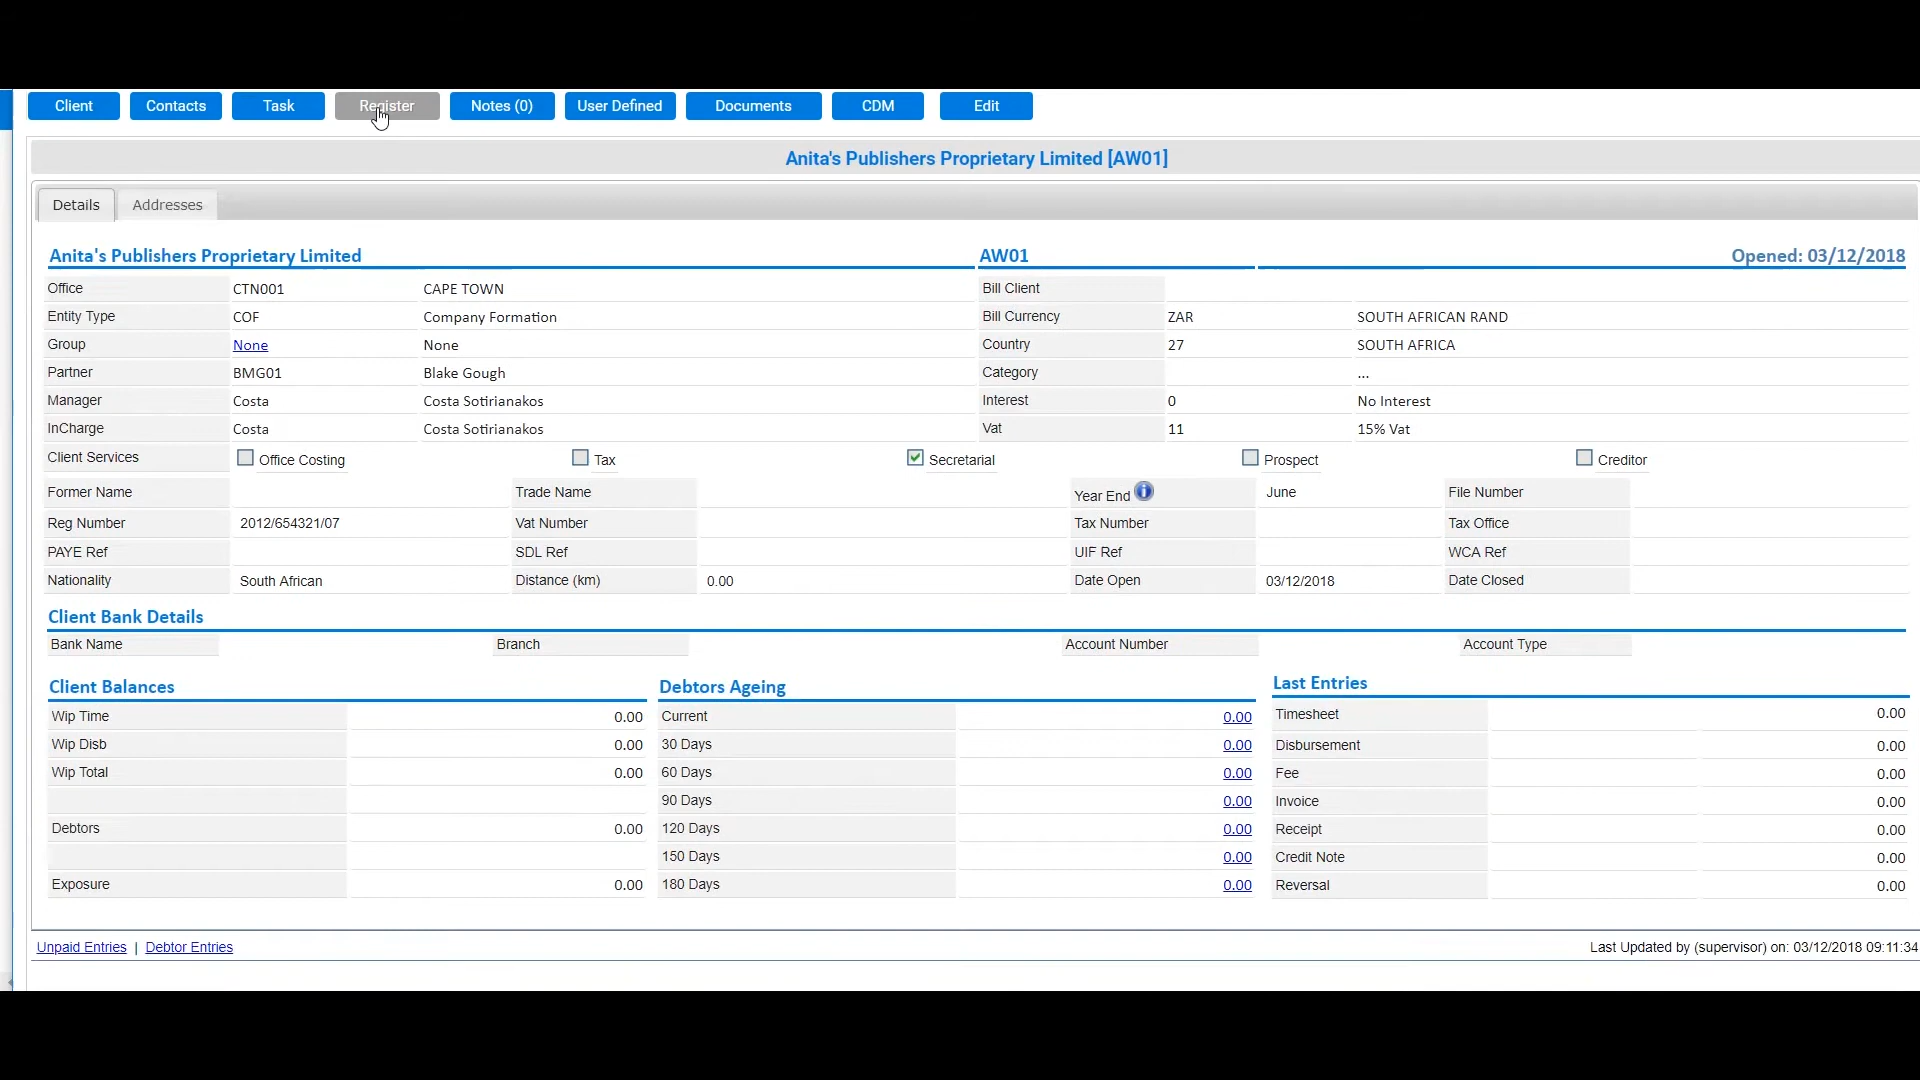 Client Contacts Task Register Notes (0) User Defined Documents CDM Edit
Anita's Publishers Proprietary Limited [AW01]
Details Addresses
Anita's Publishers Proprietary Limited AW01 Opened: 03/12/2018
Office CTN001 CAPE TOWN Bill Client
Entity Type COF Company Formation Bill Currency ZAR SOUTH AFRICAN RAND
Group None None Country 27 SOUTH AFRICA
Partner BMG01 Blake Gough Category ...
Manager Costa Costa Sotirianakos Interest 0 No Interest
InCharge Costa Costa Sotirianakos Vat 11 15% Vat
Client Services Office Costing Tax Secretarial Prospect Creditor
Former Name Trade Name Year End June File Number
Reg Number 2012/654321/07 Vat Number Tax Number Tax Office
PAYE Ref SDL Ref UIF Ref WCA Ref
Nationality South African Distance (km) 0.00 Date Open 03/12/2018 Date Closed
Client Bank Details
Bank Name Branch Account Number Account Type
Client Balances Debtors Ageing Last Entries
Wip Time 0.00 Current 0.00 Timesheet 0.00
Wip Disb 0.00 30 Days 0.00 Disbursement 0.00
Wip Total 0.00 60 Days 0.00 Fee 0.00
90 Days 0.00 Invoice 0.00
Debtors 0.00 120 Days 0.00 Receipt 0.00
150 Days 0.00 Credit Note 0.00
Exposure 0.00 180 Days 0.00 Reversal 0.00
Unpaid Entries | Debtor Entries Last Updated by (supervisor) on: 03/12/2018 09:11:34